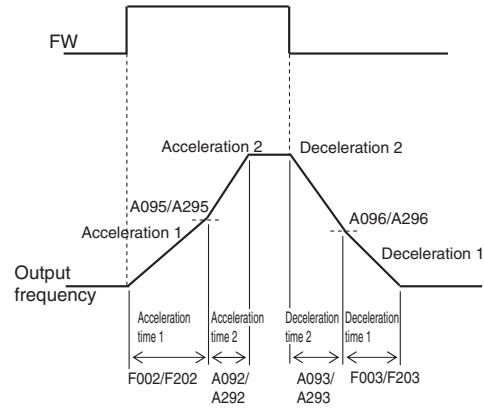 FW
Acceleration 2
Deceleration 2
A095/A295
A096/A296
Acceleration 1
Deceleration 1
Output
frequency
Acceleration
time 1
Acceleration
time 2
Deceleration
time 2
Deceleration
time 1
F002/F202
A092/
A292
A093/
A293
F003/F203